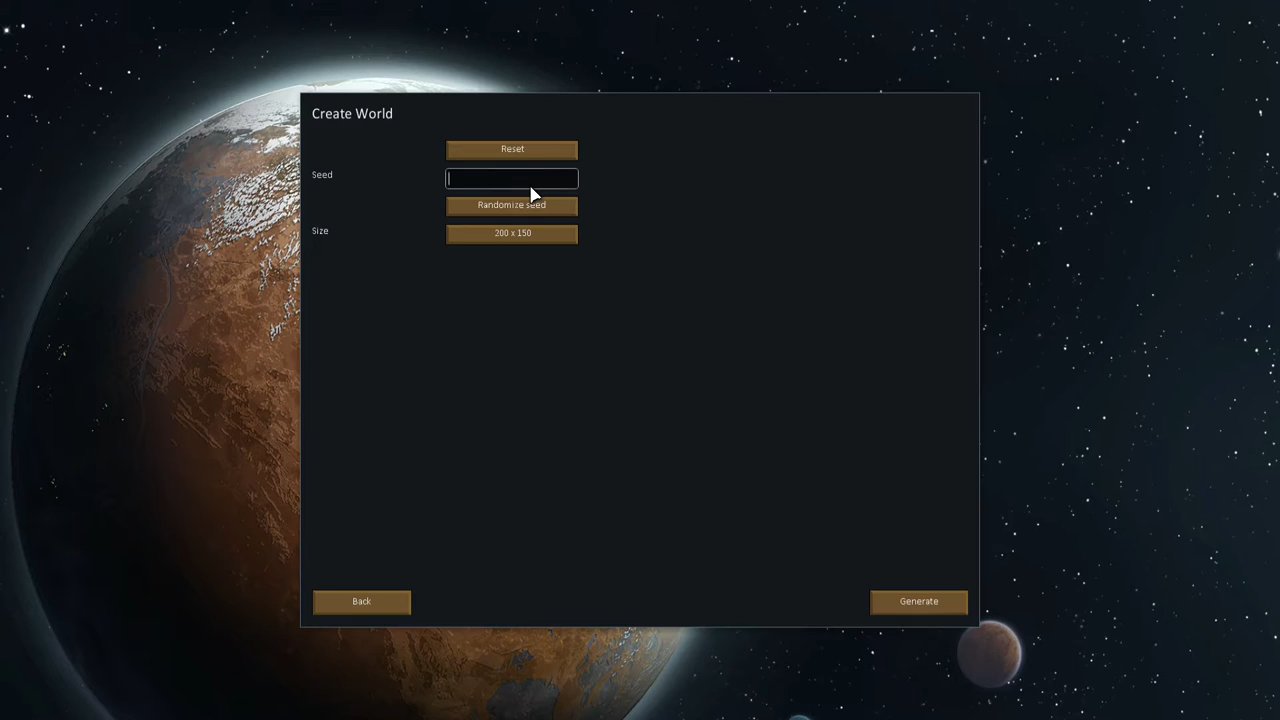 Create World
Reset
Seed
Randomize seed
Size
200 x 150
Back
Generate